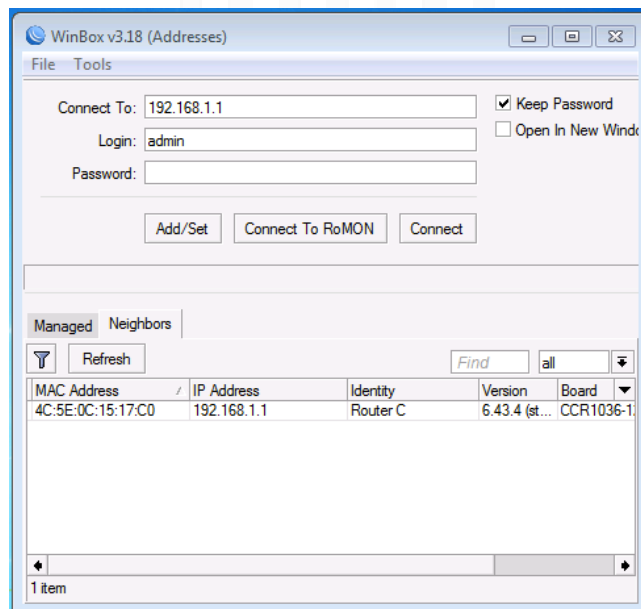 WinBox v3.18 (Addresses)
File Tools
Connect To: 192.168.1.1
Keep Password
Login: admin
Open In New Windo
Password:
Add/Set Connect To RoMON Connect
Managed Neighbors
Refresh Find all
MAC Address IP Address Identity Version Board
4C:5E:0C:15:17:C0 192.168.1.1 Router C 6.43.4 (st... CCR1036-1
1 item